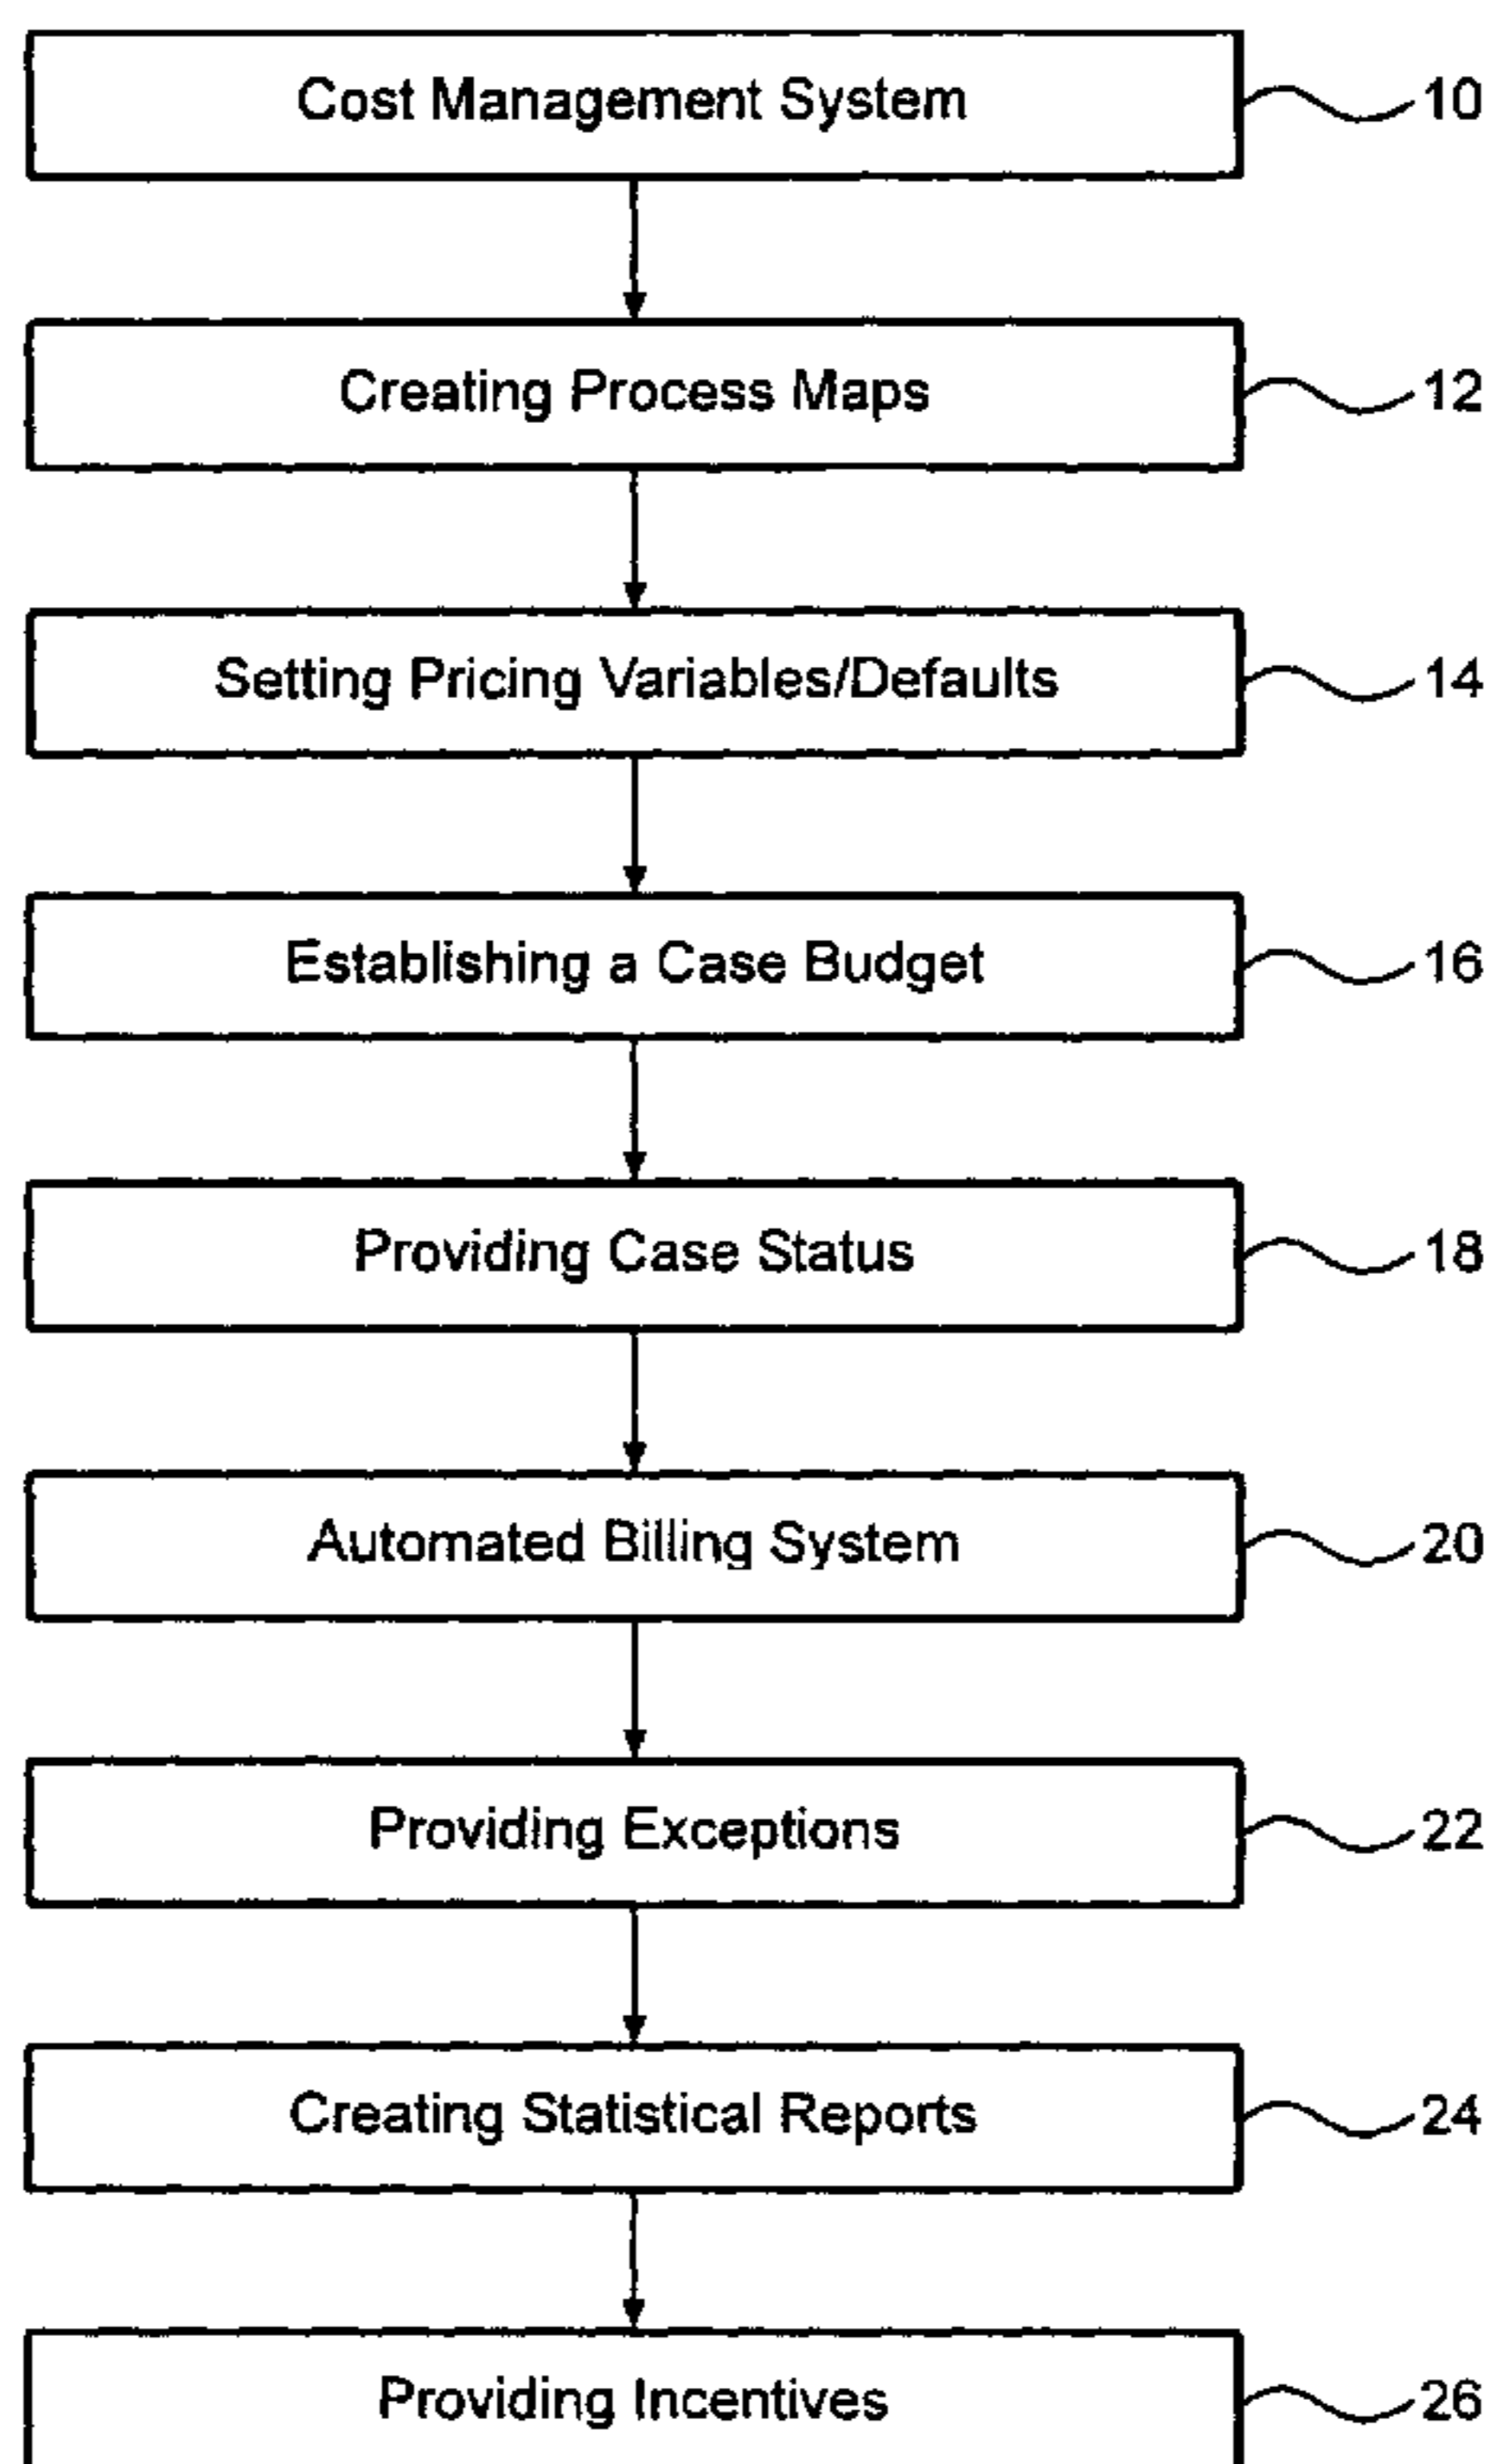 Cost Management System 10
Creating Process Maps 12
Setting Pricing Variables/Defaults 14
Establishing a Case Budget 16
Providing Case Status 18
Automated Billing System 20
Providing Exceptions 22
Creating Statistical Reports 24
Providing Incentives 26